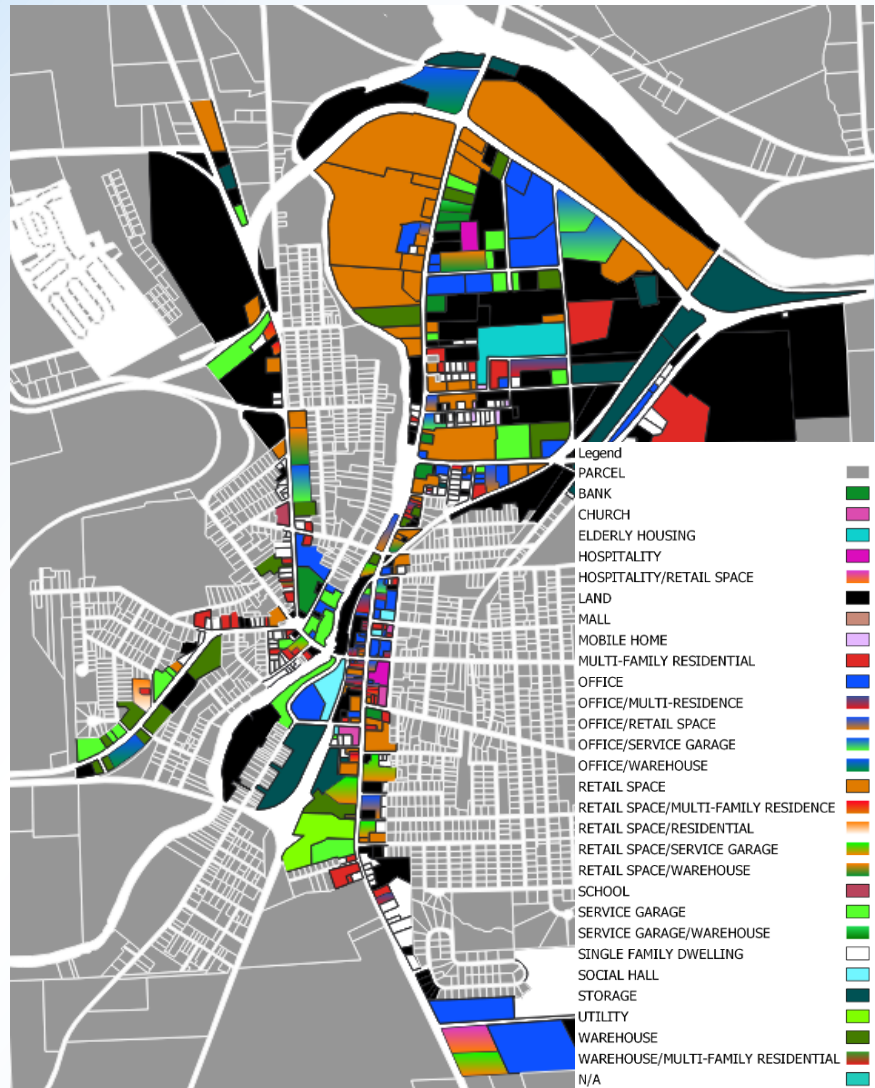 Legend
PARCEL
BANK
CHURCH
ELDERLY HOUSING
HOSPITALITY
HOSPITALITY/RETAIL SPACE
LAND
MALL
MOBILE HOME
MULTI-FAMILY RESIDENTIAL
OFFICE
OFFICE/MULTI-RESIDENCE
OFFICE/RETAIL SPACE
OFFICE/SERVICE GARAGE
OFFICE/WAREHOUSE
RETAIL SPACE
RETAIL SPACE/MULTI-FAMILY RESIDENCE
RETAIL SPACE/RESIDENTIAL
RETAIL SPACE/SERVICE GARAGE
RETAIL SPACE/WAREHOUSE
SCHOOL
SERVICE GARAGE
SERVICE GARAGE/WAREHOUSE
SINGLE FAMILY DWELLING
SOCIAL HALL
STORAGE
UTILITY
WAREHOUSE
WAREHOUSE/MULTI-FAMILY RESIDENTIAL
N/A